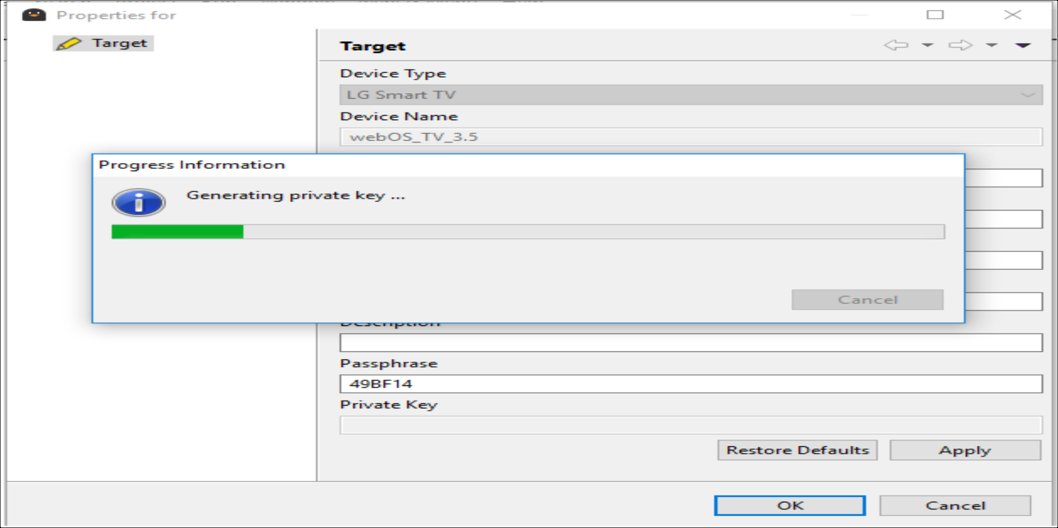 Properties for
Target
Target
Device Type
LG Smart TV
Device Name
webOS_TV_3.5
Progress Information
Generating private key ...
Cancel
Description
Passphrase
49BF14
Private Key
Restore Defaults
Apply
OK
Cancel